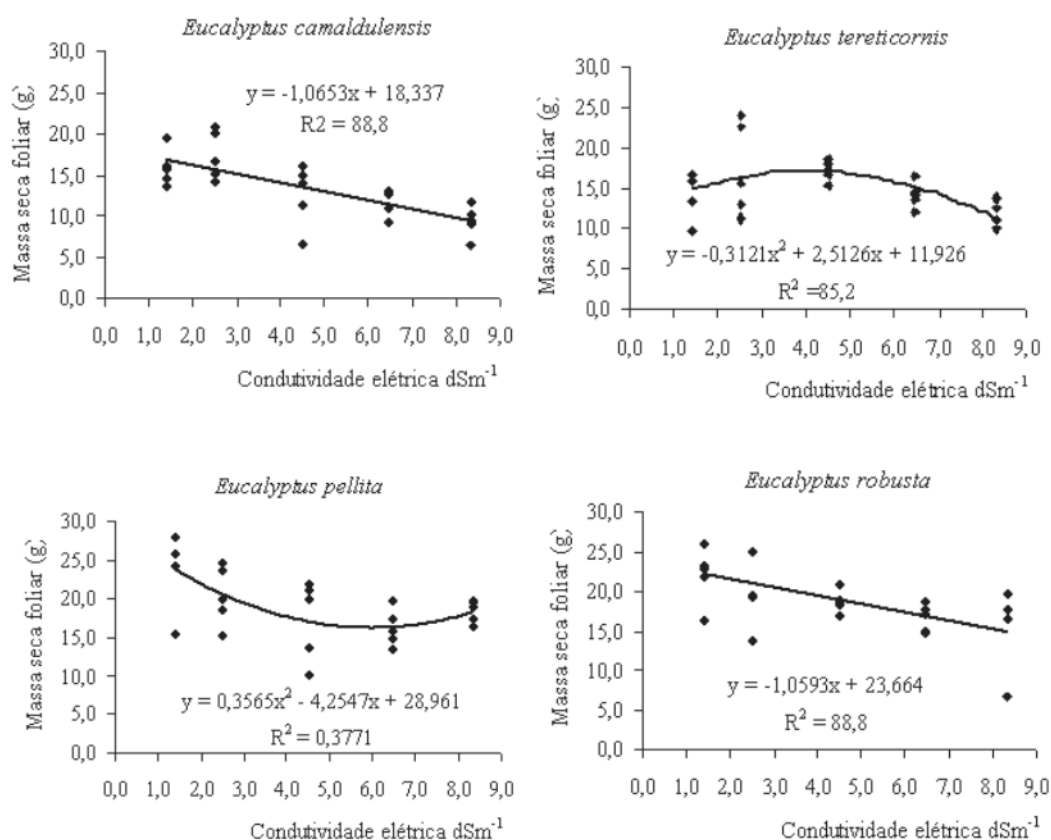 Eucalyptus camaldulensis
Massa seca foliar (g)
30,0
25,0
20,0
15,0
10,0
5,0
0,0
y = -1,0653x + 18,337
R2 = 88,8
0,0 1,0 2,0 3,0 4,0 5,0 6,0 7,0 8,0 9,0
Condutividade elétrica dSm⁻¹
Eucalyptus tereticornis
Massa seca foliar (g)
30,0
25,0
20,0
15,0
10,0
5,0
0,0
y = -0,3121x² + 2,5126x + 11,926
R² =85,2
0,0 1,0 2,0 3,0 4,0 5,0 6,0 7,0 8,0 9,0
Condutividade elétrica dSm⁻¹
Eucalyptus pellita
Massa seca foliar (g)
30,0
25,0
20,0
15,0
10,0
5,0
0,0
y = 0,3565x² - 4,2547x + 28,961
R² = 0,3771
0,0 1,0 2,0 3,0 4,0 5,0 6,0 7,0 8,0 9,0
Condutividade elétrica dSm⁻¹
Eucalyptus robusta
Massa seca foliar (g)
30,0
25,0
20,0
15,0
10,0
5,0
0,0
y = -1,0593x + 23,664
R² = 88,8
0,0 1,0 2,0 3,0 4,0 5,0 6,0 7,0 8,0 9,0
Condutividade elétrica dSm⁻¹